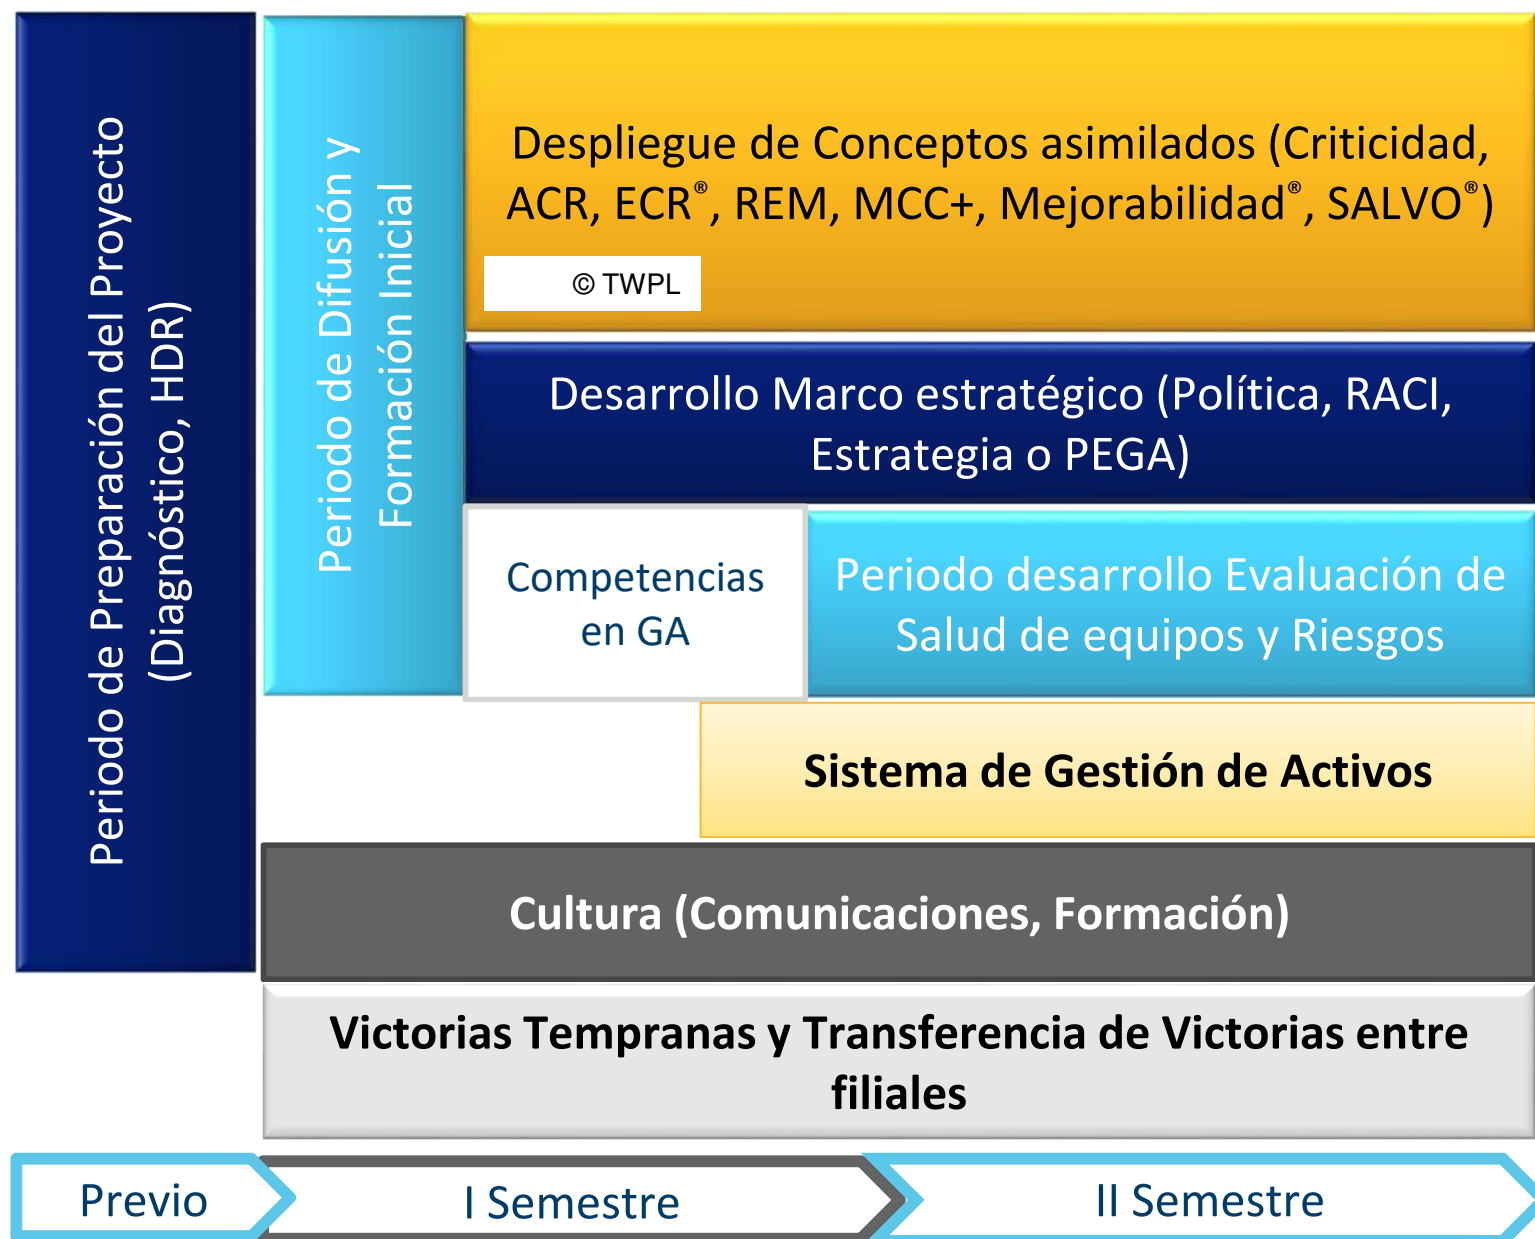 Periodo de Preparación del Proyecto
(Diagnóstico, HDR)
Periodo de Difusión y
Formación Inicial
Despliegue de Conceptos asimilados (Criticidad,
ACR, ECR®, REM, MCC+, Mejorabilidad®, SALVO®)
© TWPL
Desarrollo Marco estratégico (Política, RACI,
Estrategia o PEGA)
Competencias
en GA
Periodo desarrollo Evaluación de
Salud de equipos y Riesgos
Sistema de Gestión de Activos
Cultura (Comunicaciones, Formación)
Victorias Tempranas y Transferencia de Victorias entre
filiales
Previo
I Semestre
II Semestre